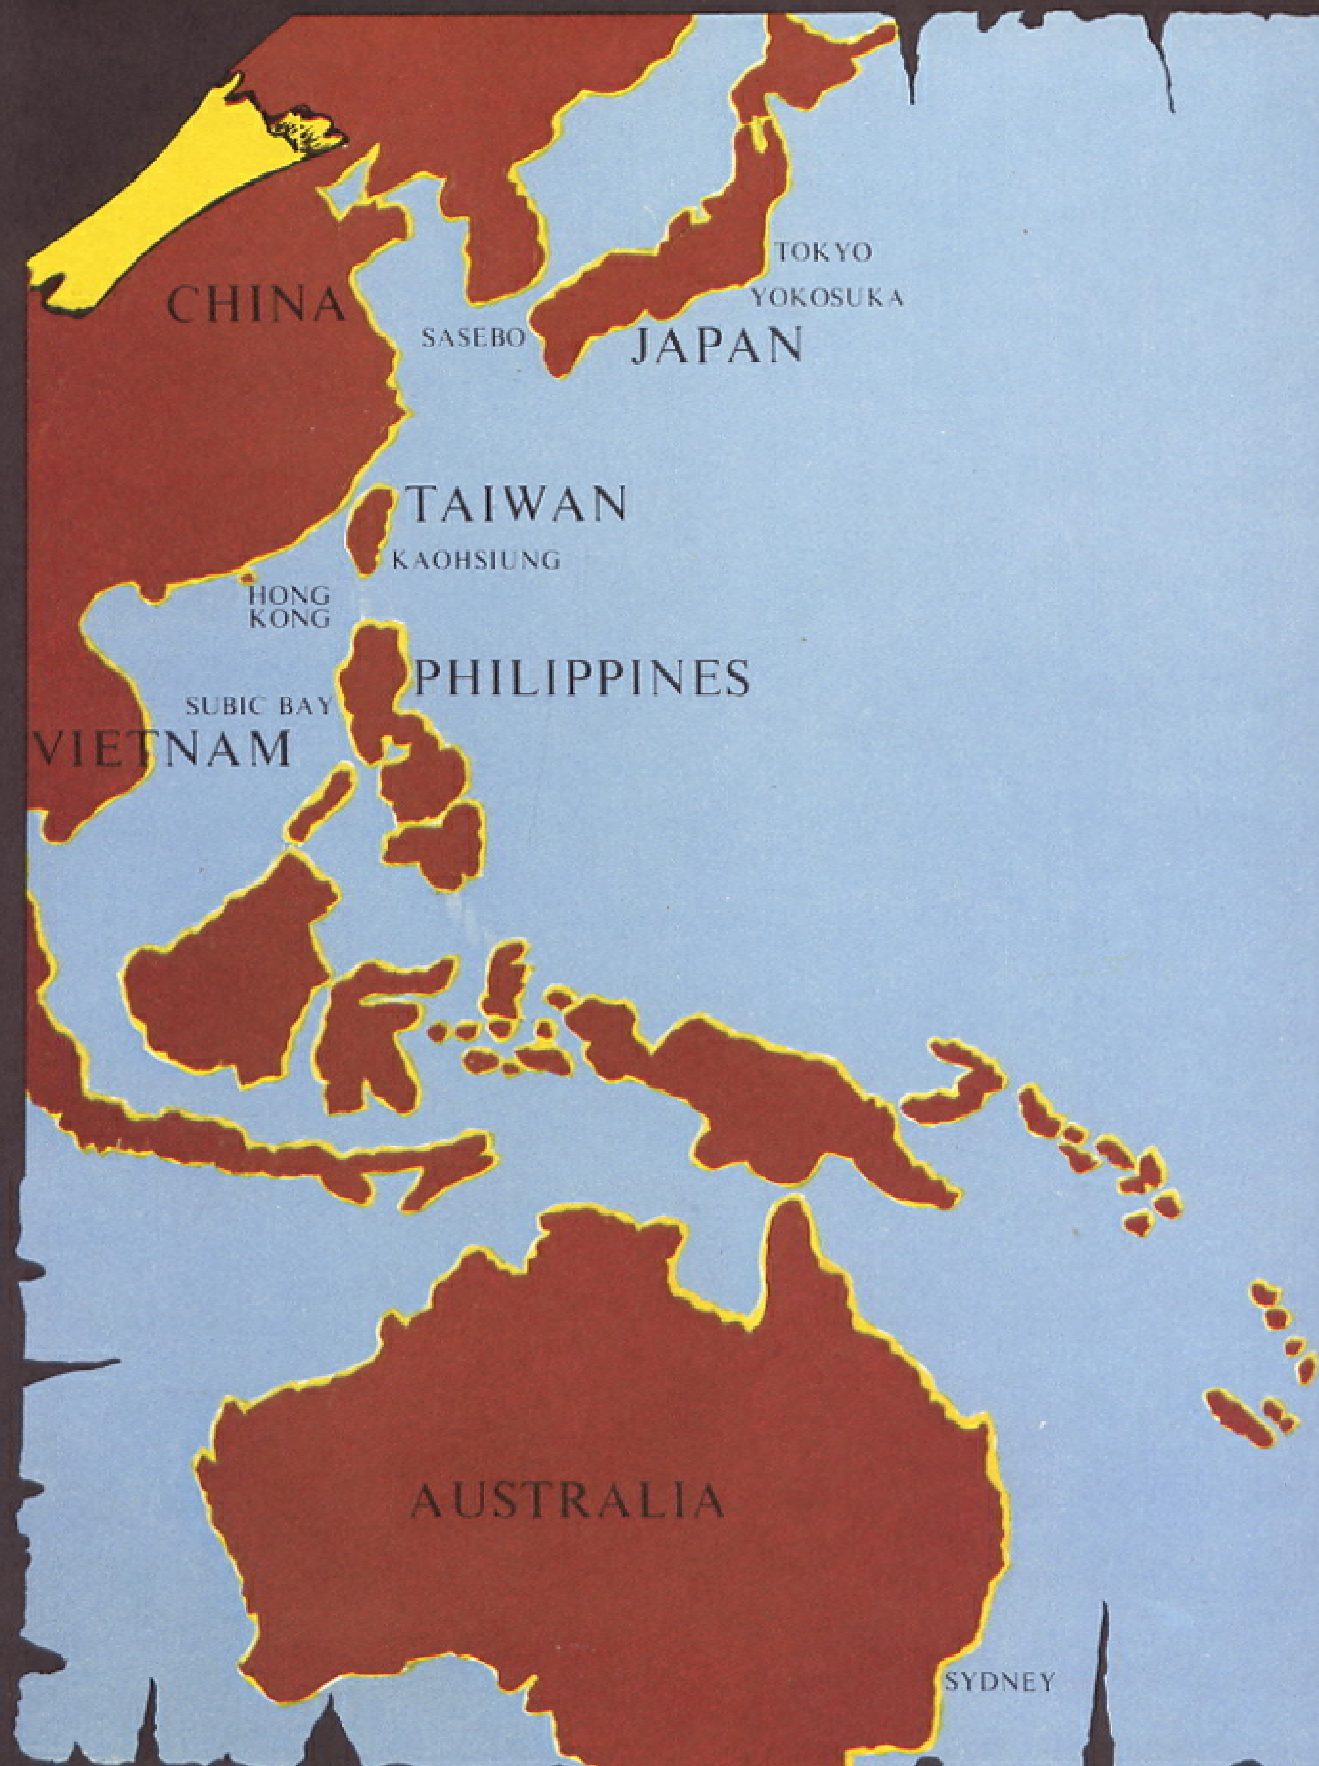 TOKYO
YOKOSUKA
CHINA
SASEBO
JAPAN
TAIWAN
KAOHSIUNG
HONG
KONG
PHILIPPINES
SUBIC BAY
VIETNAM
AUSTRALIA
SYDNEY